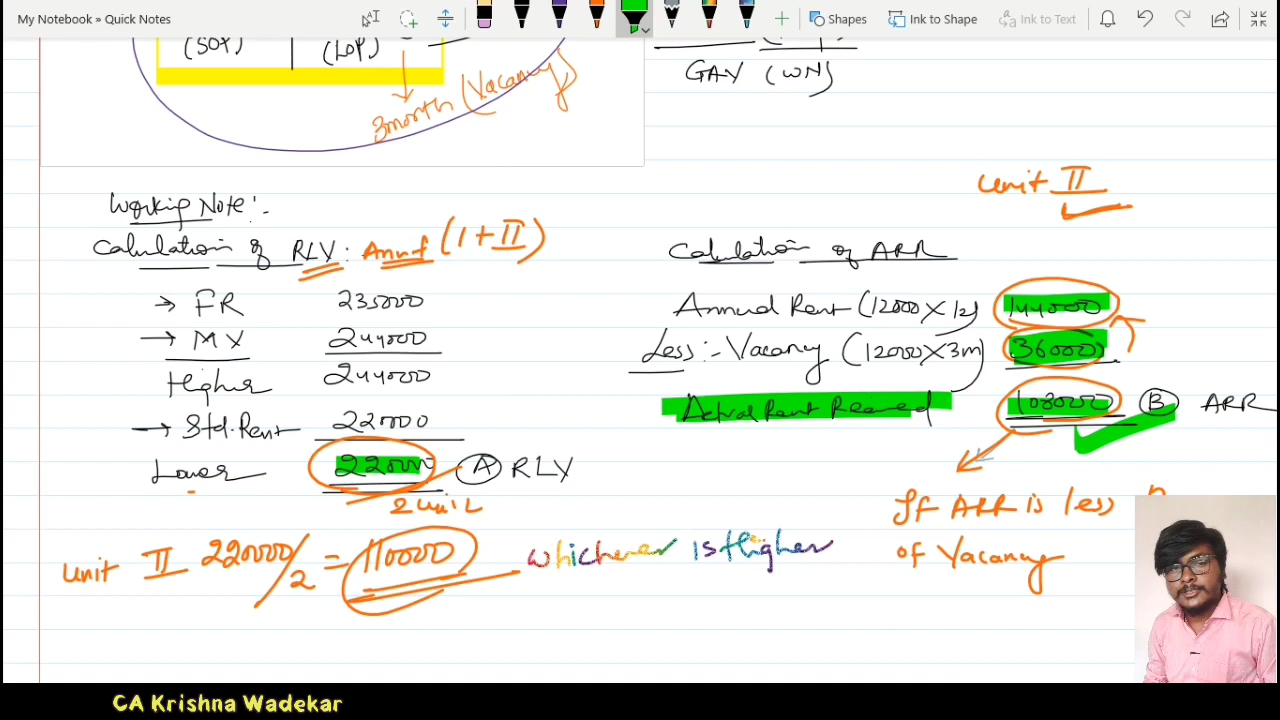 My Notebook » Quick Notes
Shapes
Ink to Shape
Ink to Text
(SOP)
(LOP)
3month (Vacancy)
GAV (WN)
Unit II
Working Note:-
Calculation of RLV: Annual (1+II)
→ FR 235000
→ MV 244000
Higher 244000
→ Std. Rent 220000
Lower 220000 (A) RLV
2 Unit
Unit II 220000/2 = 110000 whichever is Higher
Calculation of ARR
Annual Rent (12000 X 12) 144000
Less:- Vacancy (12000 X 3m) 36000
Actual Rent Received 108000 (B) ARR
If ARR is less
of Vacancy
CA Krishna Wadekar